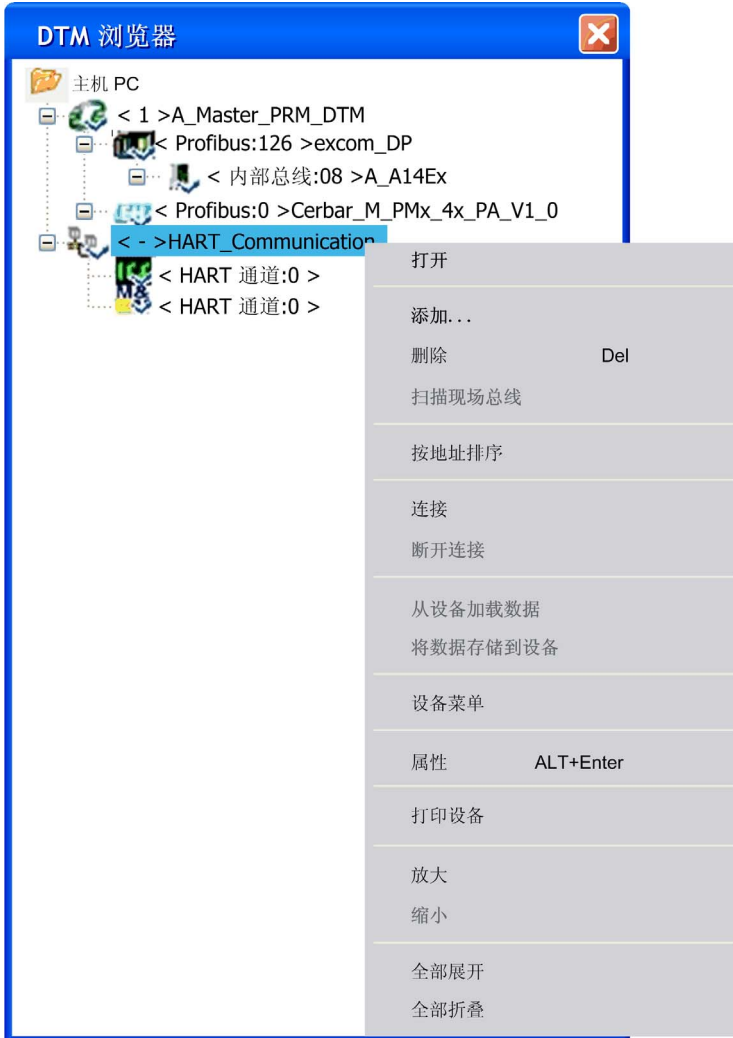 DTM 浏览器
主机 PC
< 1 >A_Master_PRM_DTM
< Profibus:126 >excom_DP
< 内部总线:08 >A_A14Ex
< Profibus:0 >Cerbar_M_PMx_4x_PA_V1_0
< - >HART_Communication
< HART 通道:0 >
< HART 通道:0 >
打开
添加...
删除 Del
扫描现场总线
按地址排序
连接
断开连接
从设备加载数据
将数据存储到设备
设备菜单
属性 ALT+Enter
打印设备
放大
缩小
全部展开
全部折叠